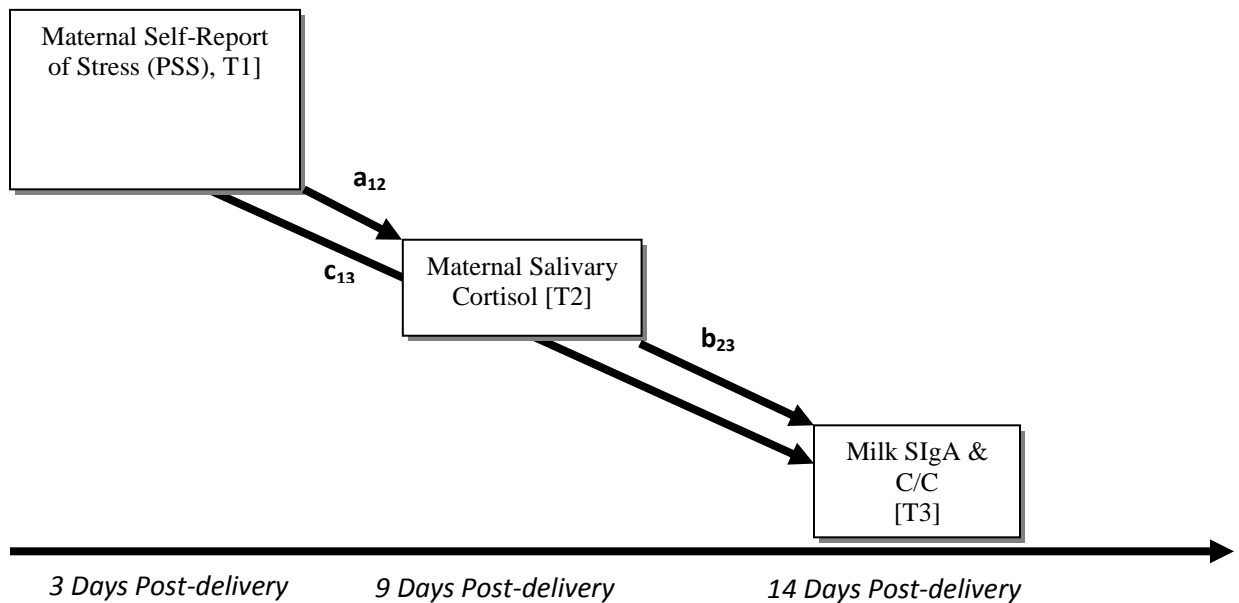 Maternal Self-Report
of Stress (PSS), T1]
a12
c13
Maternal Salivary
Cortisol [T2]
b23
Milk SIgA &
C/C
[T3]
3 Days Post-delivery
9 Days Post-delivery
14 Days Post-delivery